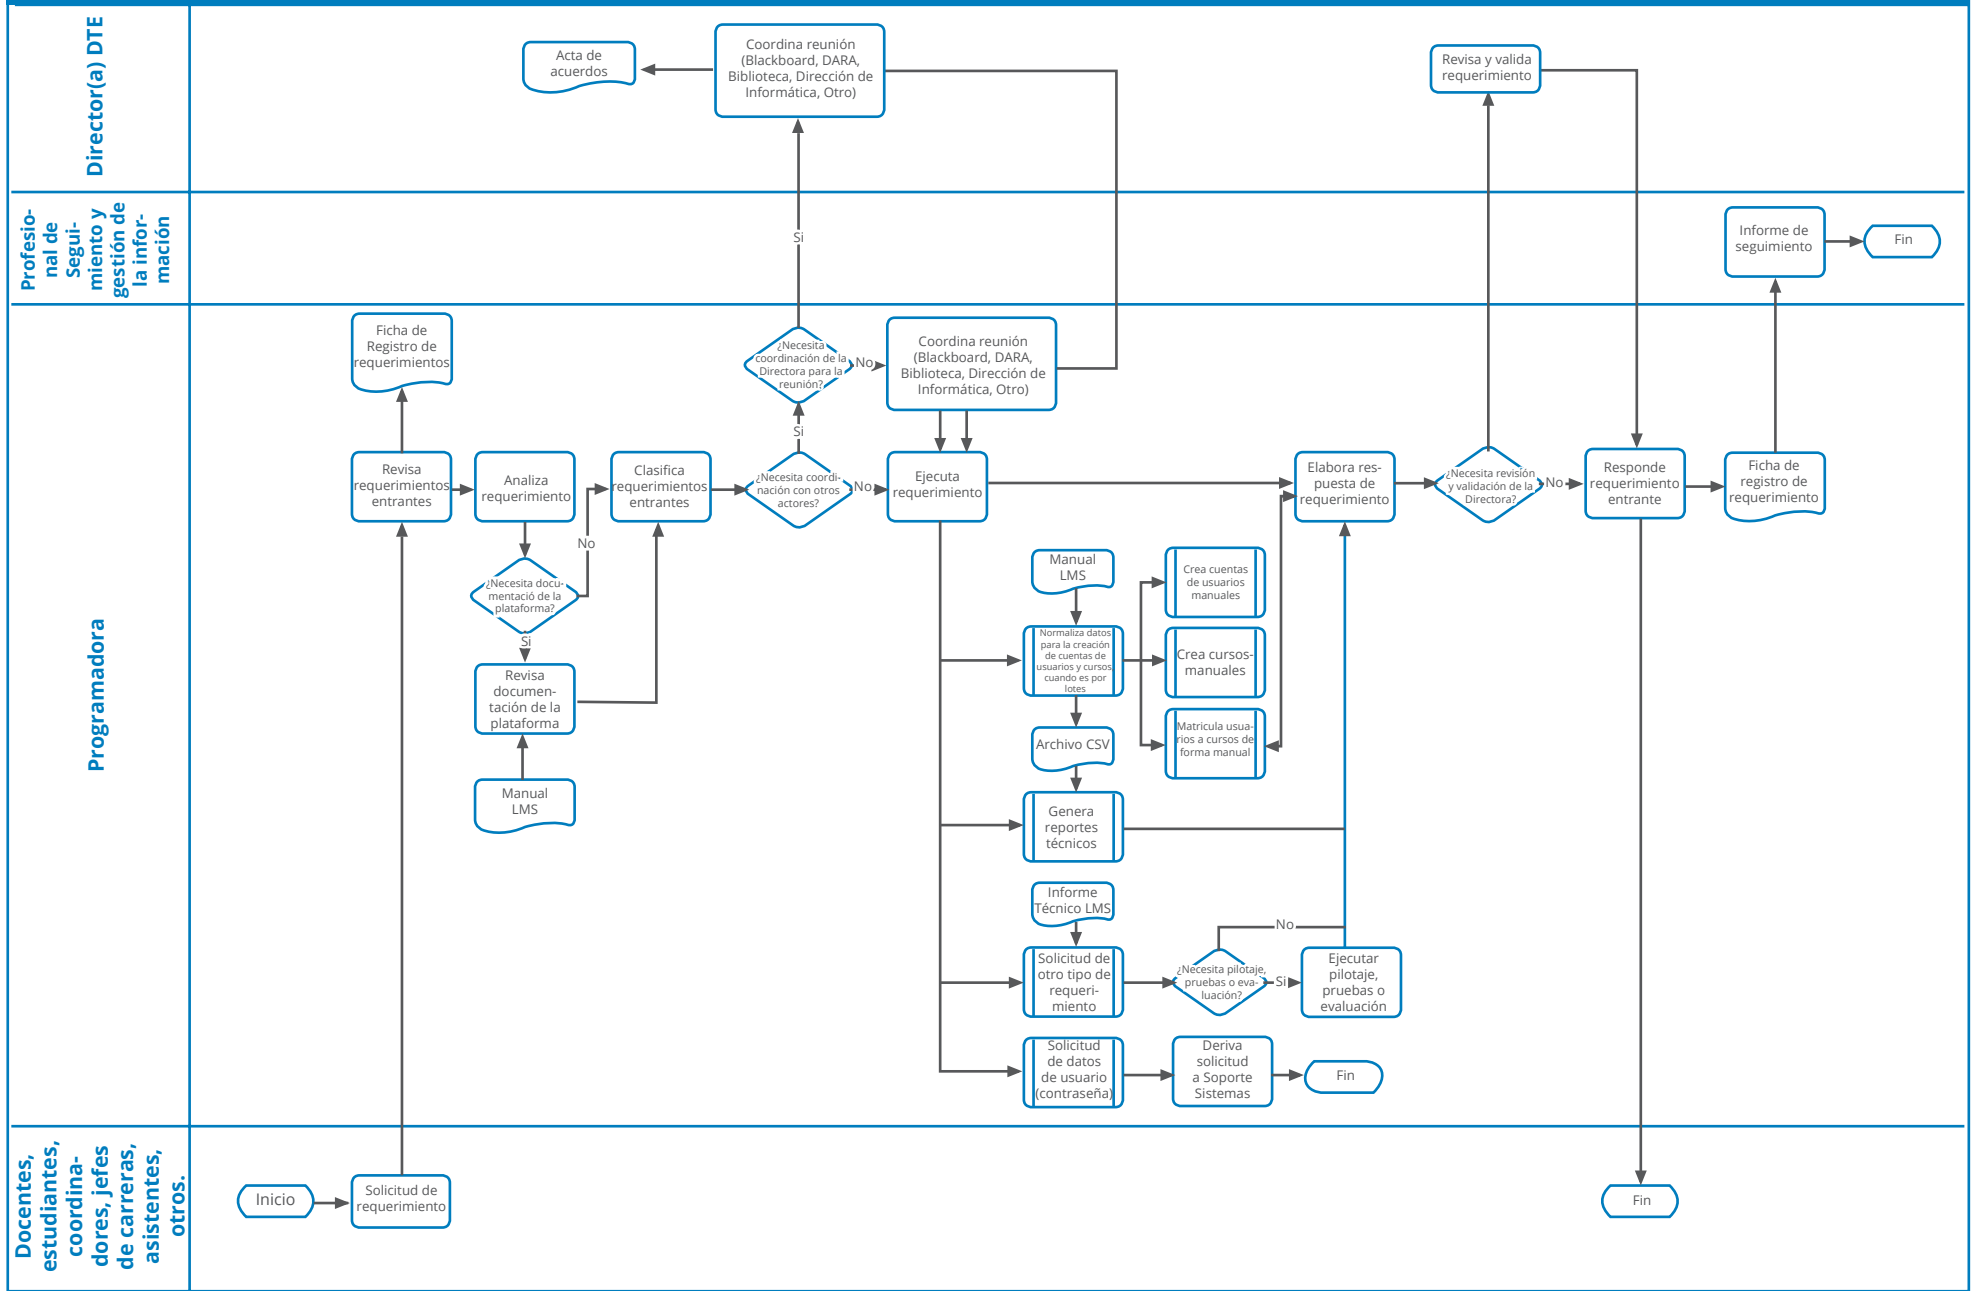 Director(a) DTE
Acta de
acuerdos
Coordina reunión
(Blackboard, DARA,
Biblioteca, Dirección de
Informática, Otro)
Revisa y valida
requerimiento
Profesio-
nal de
Segui-
miento y
gestión de
la infor-
mación
Si
Informe de
seguimiento
Fin
Programadora
Ficha de
Registro de
requerimientos
¿Necesita
coordinación de la
Directora para la
reunión?
No
Coordina reunión
(Blackboard, DARA,
Biblioteca, Dirección de
Informática, Otro)
Si
Revisa
requerimientos
entrantes
Analiza
requerimiento
Clasifica
requerimientos
entrantes
¿Necesita coordi-
nación con otros
actores?
No
Ejecuta
requerimiento
Elabora res-
puesta de
requerimiento
¿Necesita revisión
y validación de la
Directora?
No
Responde
requerimiento
entrante
Ficha de
registro de
requerimiento
No
¿Necesita docu-
mentació de la
plataforma?
Si
Revisa
documen-
tación de la
plataforma
Manual
LMS
Manual
LMS
Normaliza datos
para la creación
de cuentas de
usuarios y cursos,
cuando es por
lotes
Crea cuentas
de usuarios
manuales
Crea cursos-
manuales
Matricula usua-
rios a cursos de
forma manual
Archivo CSV
Genera
reportes
técnicos
Informe
Técnico LMS
Solicitud de
otro tipo de
requeri-
miento
¿Necesita pilotaje,
pruebas o eva-
luación?
No
Si
Ejecutar
pilotaje,
pruebas o
evaluación
Solicitud
de datos
de usuario
(contraseña)
Deriva
solicitud
a Soporte
Sistemas
Fin
Docentes,
estudiantes,
coordina-
dores, jefes
de carreras,
asistentes,
otros.
Inicio
Solicitud de
requerimiento
Fin